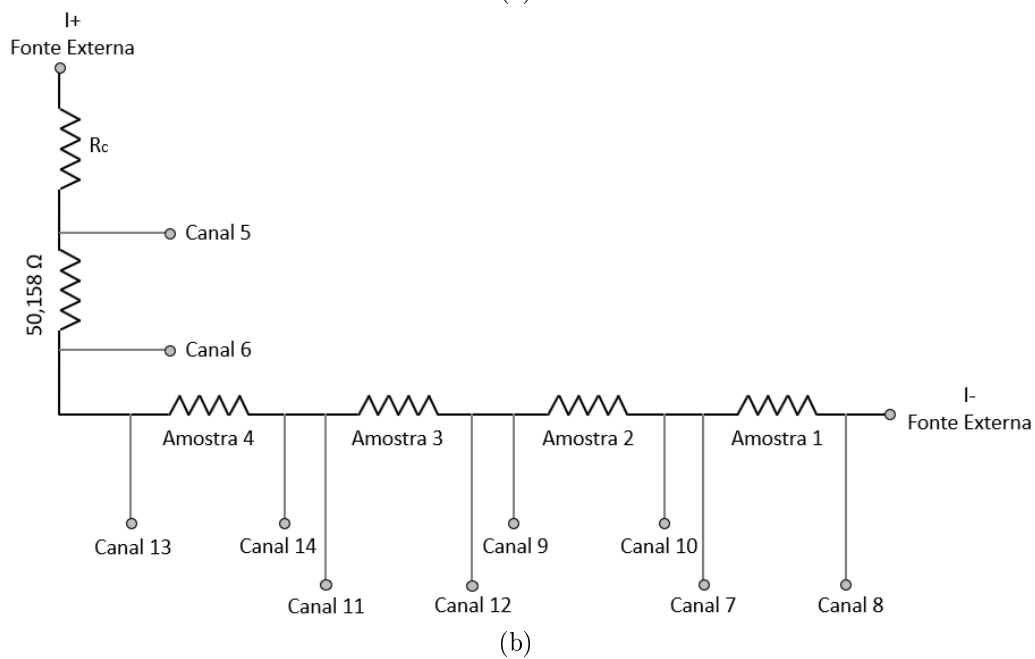 I+
Fonte Externa
Rc
Canal 5
50,158 Ω
Canal 6
I-
Fonte Externa
Amostra 4
Amostra 3
Amostra 2
Amostra 1
Canal 13
Canal 14
Canal 9
Canal 10
Canal 11
Canal 12
Canal 7
Canal 8
(b)